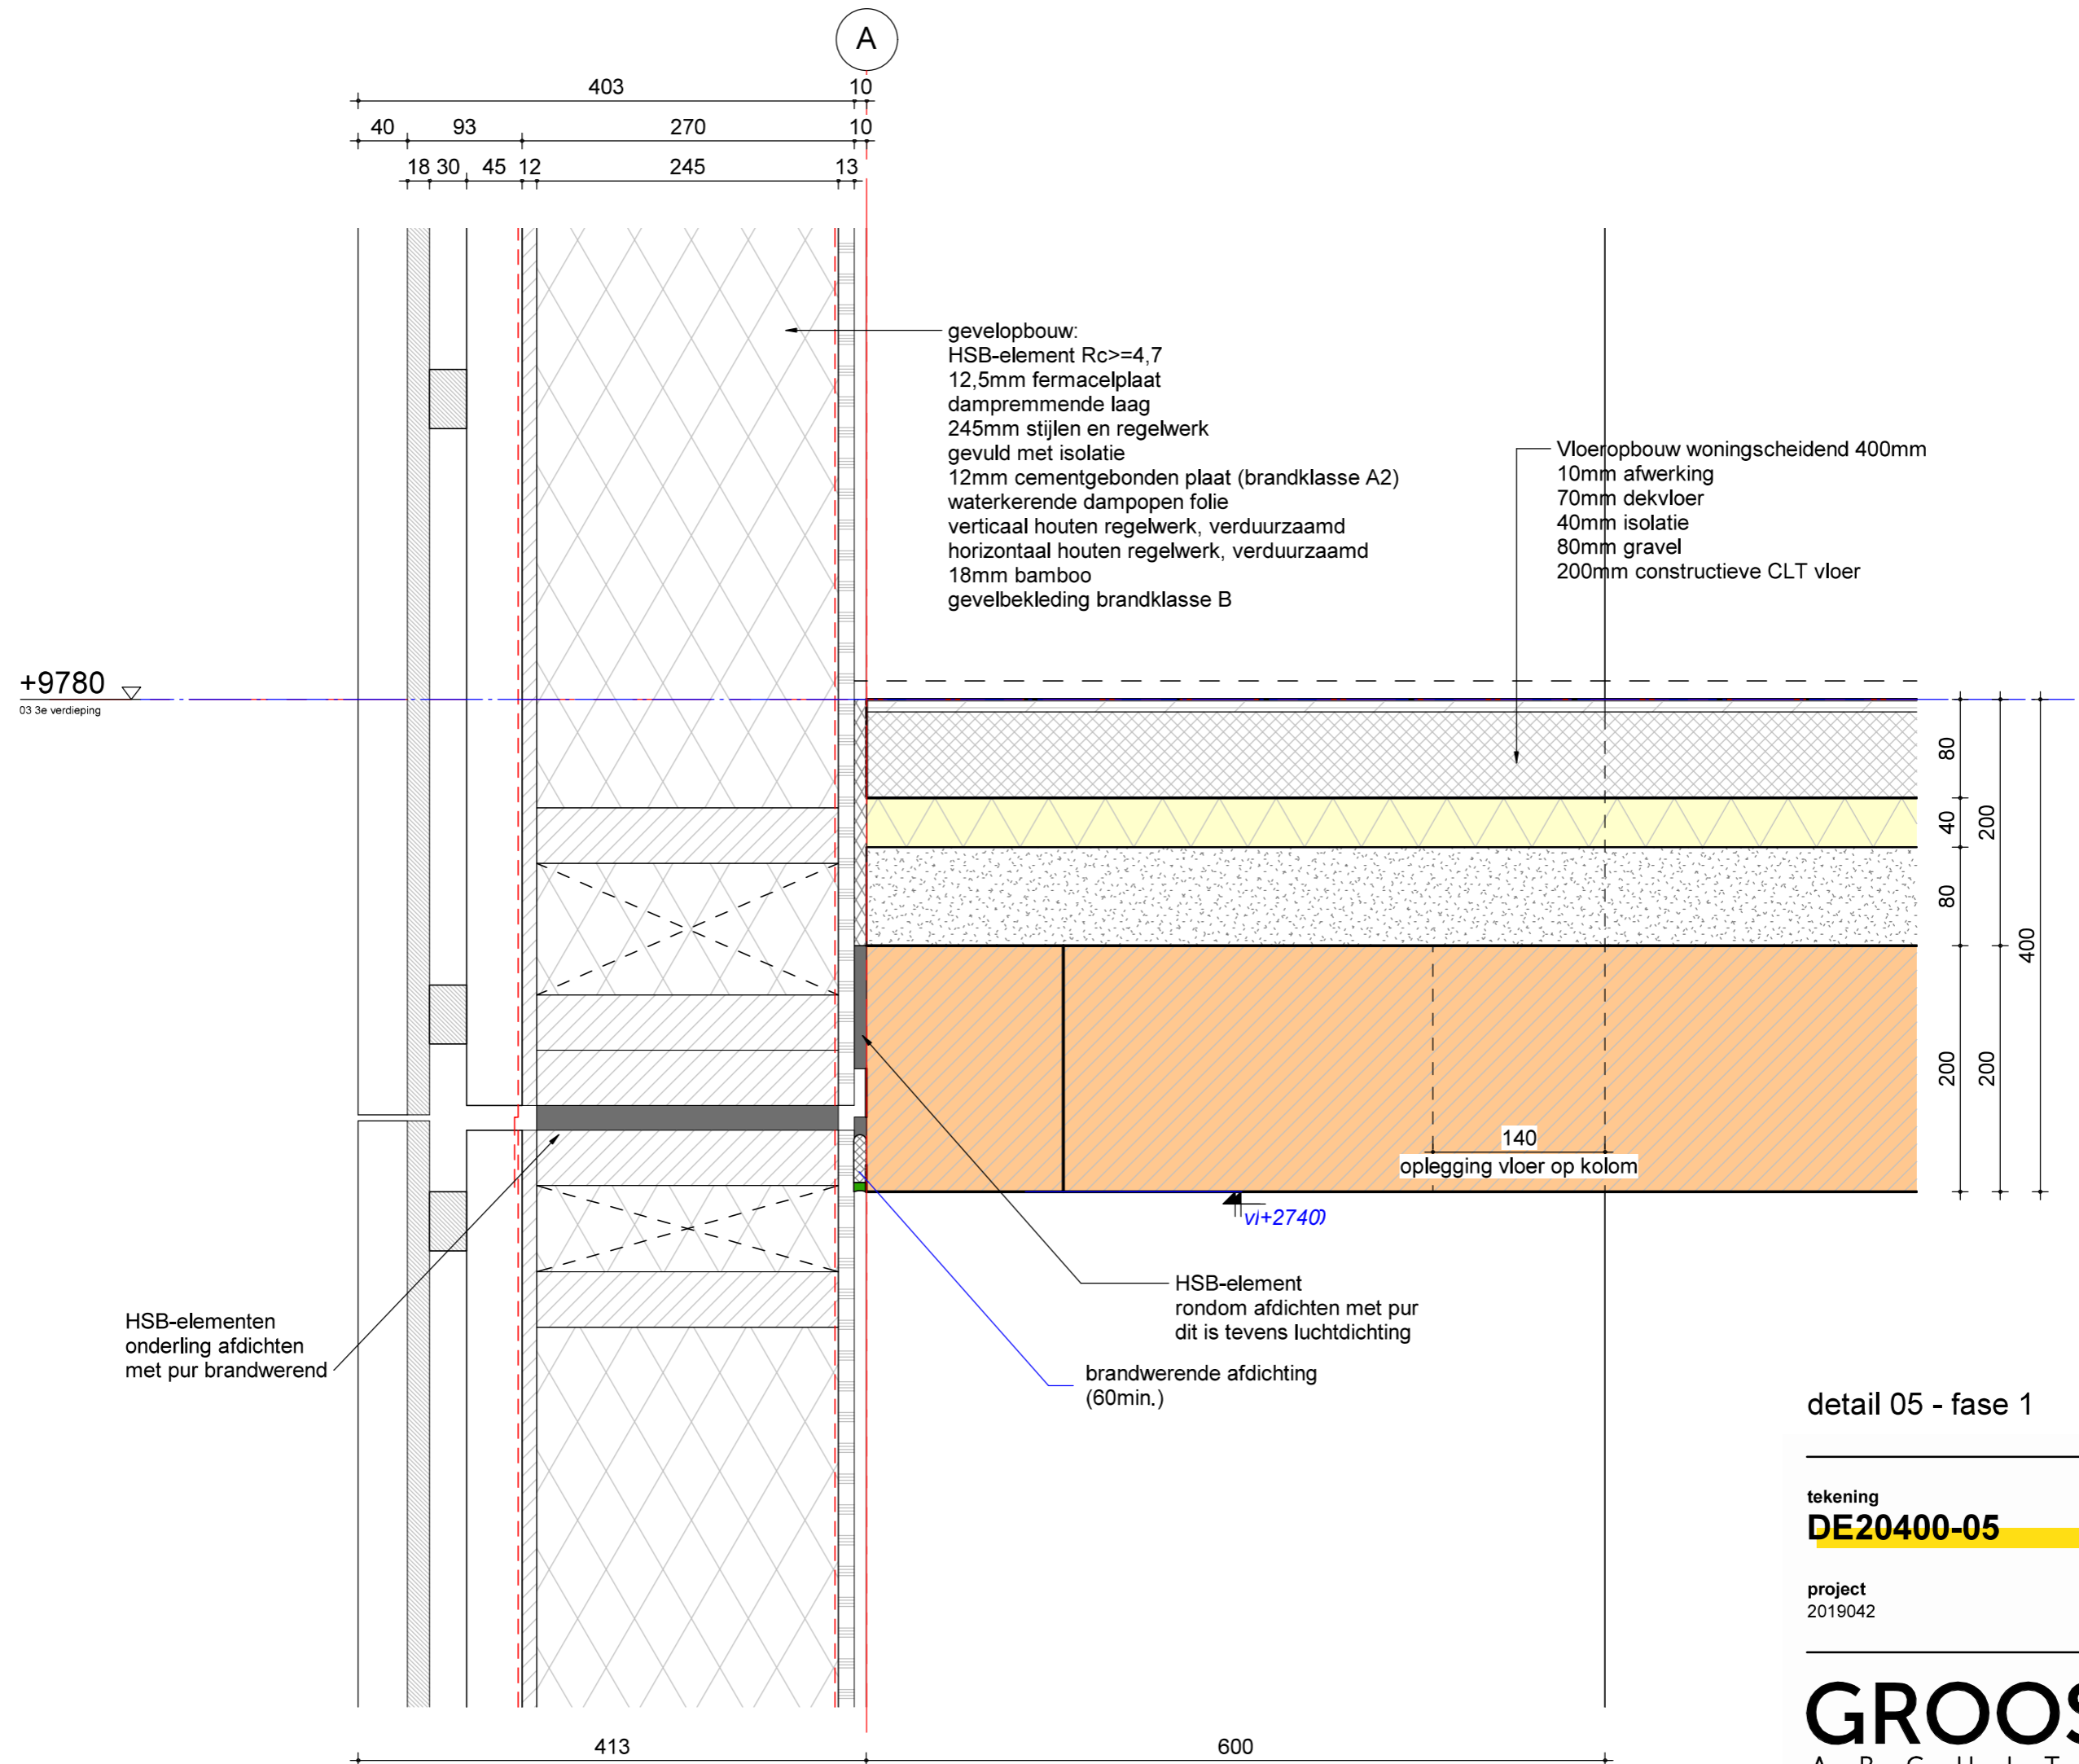 A
403 10
40 93 270 10
18 30 45 12 245 13
gevelopbouw:
HSB-element Rc>=4,7
12,5mm fermacelplaat
dampremmende laag
245mm stijlen en regelwerk
gevuld met isolatie
12mm cementgebonden plaat (brandklasse A2)
waterkerende dampopen folie
verticaal houten regelwerk, verduurzaamd
horizontaal houten regelwerk, verduurzaamd
18mm bamboo
gevelbekleding brandklasse B
Vloeropbouw woningscheidend 400mm
10mm afwerking
70mm dekvloer
40mm isolatie
80mm gravel
200mm constructieve CLT vloer
+9780
03 3e verdieping
80
40
80
200
200
200
400
140
oplegging vloer op kolom
vl+2740
HSB-element
rondom afdichten met pur
dit is tevens luchtdichting
HSB-elementen
onderling afdichten
met pur brandwerend
brandwerende afdichting
(60min.)
detail 05 - fase 1
tekening
DE20400-05
project
2019042
GROOS
413 600